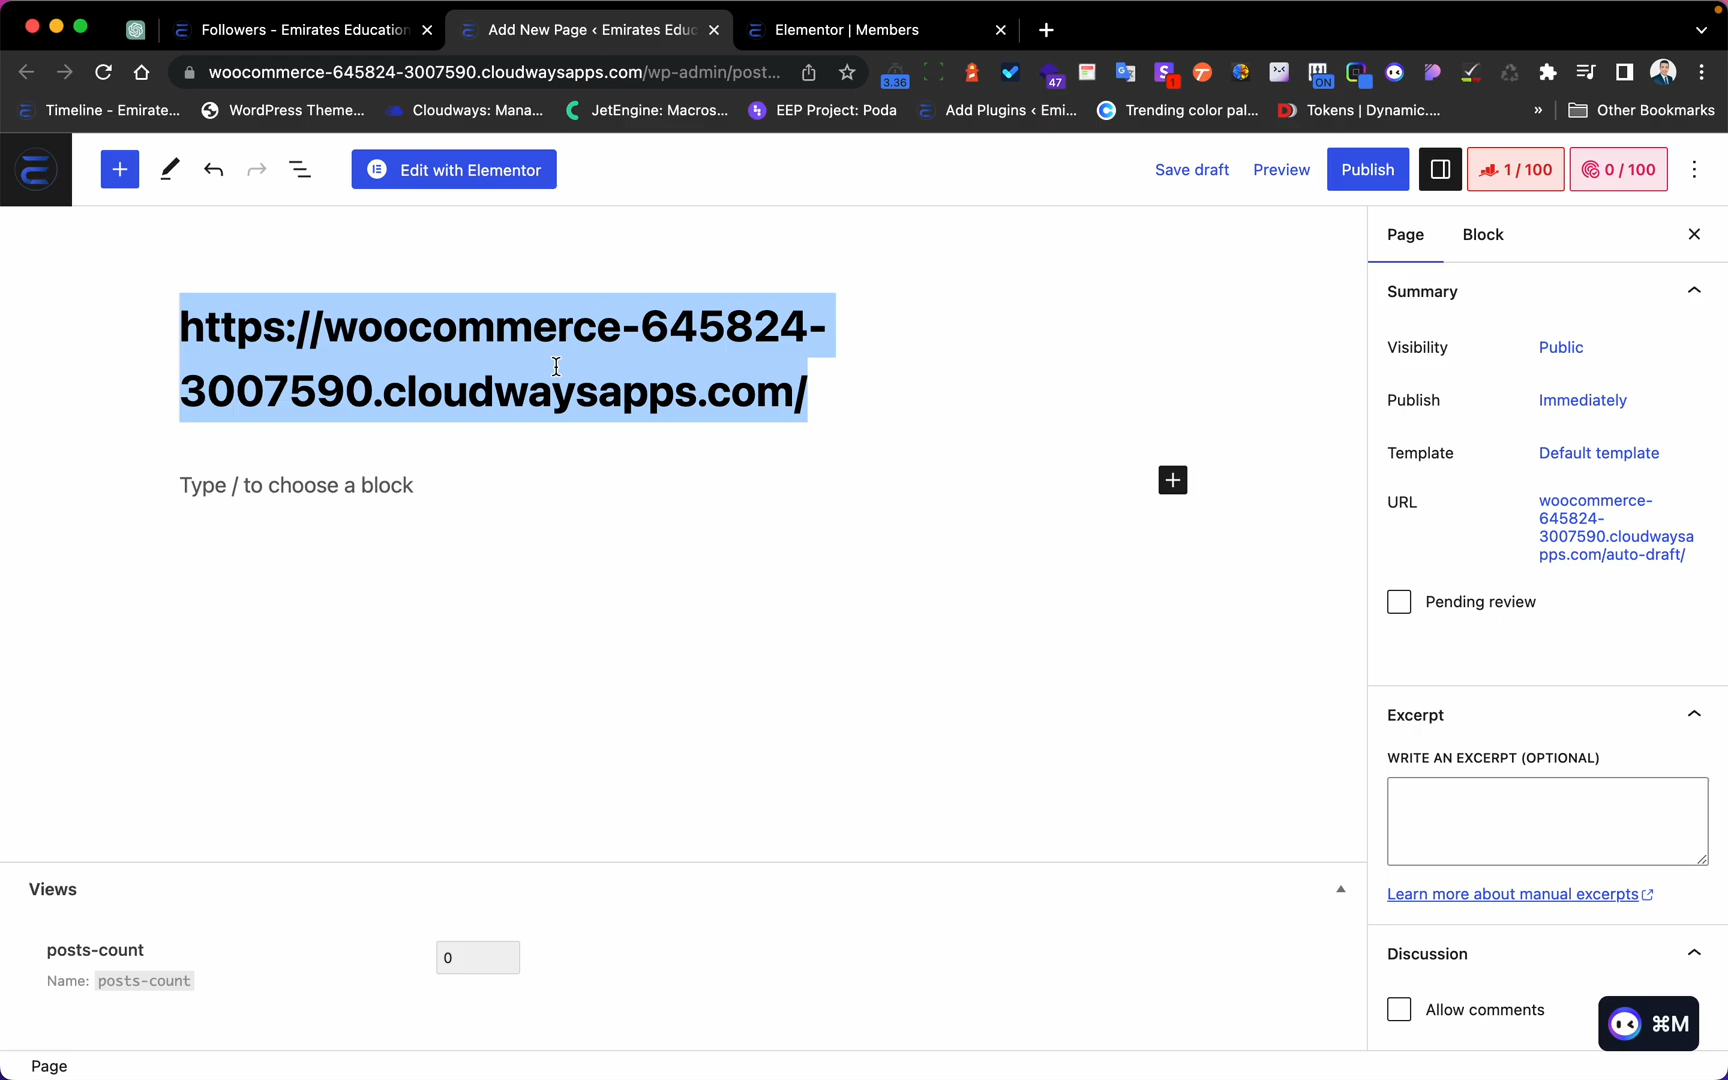 Followers - Emirates Education
Add New Page ‹ Emirates Educ
Elementor | Members
woocommerce-645824-3007590.cloudwaysapps.com/wp-admin/post...
3.36
47
1
ON
Timeline - Emirate...
WordPress Theme...
Cloudways: Mana...
JetEngine: Macros...
EEP Project: Poda
Add Plugins ‹ Emi...
Trending color pal...
Tokens | Dynamic....
»
Other Bookmarks
Edit with Elementor
Save draft
Preview
Publish
1 / 100
0 / 100
https://woocommerce-645824-
3007590.cloudwaysapps.com/
Type / to choose a block
Page
Block
Summary
Visibility
Public
Publish
Immediately
Template
Default template
URL
woocommerce-
645824-
3007590.cloudwaysa
pps.com/auto-draft/
Pending review
Excerpt
WRITE AN EXCERPT (OPTIONAL)
Learn more about manual excerpts
Discussion
Allow comments
Views
posts-count
0
Name: posts-count
⌘M
Page